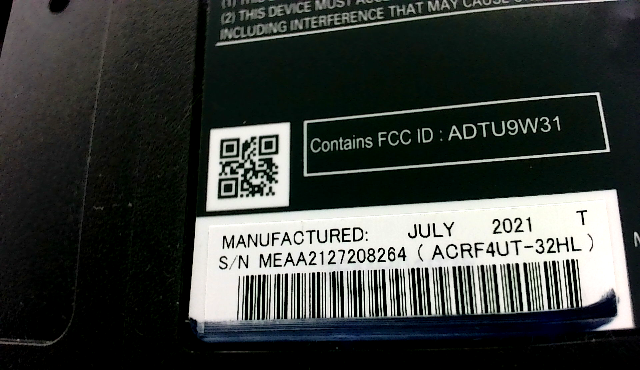 (2) THIS DEVICE MUST
INCLUDING INTERFERENCE THAT MAY CAUSE
Contains FCC ID : ADTU9W31
MANUFACTURED: JULY 2021 T
S/N MEAA2127208264 ( ACRF4UT-32HL )